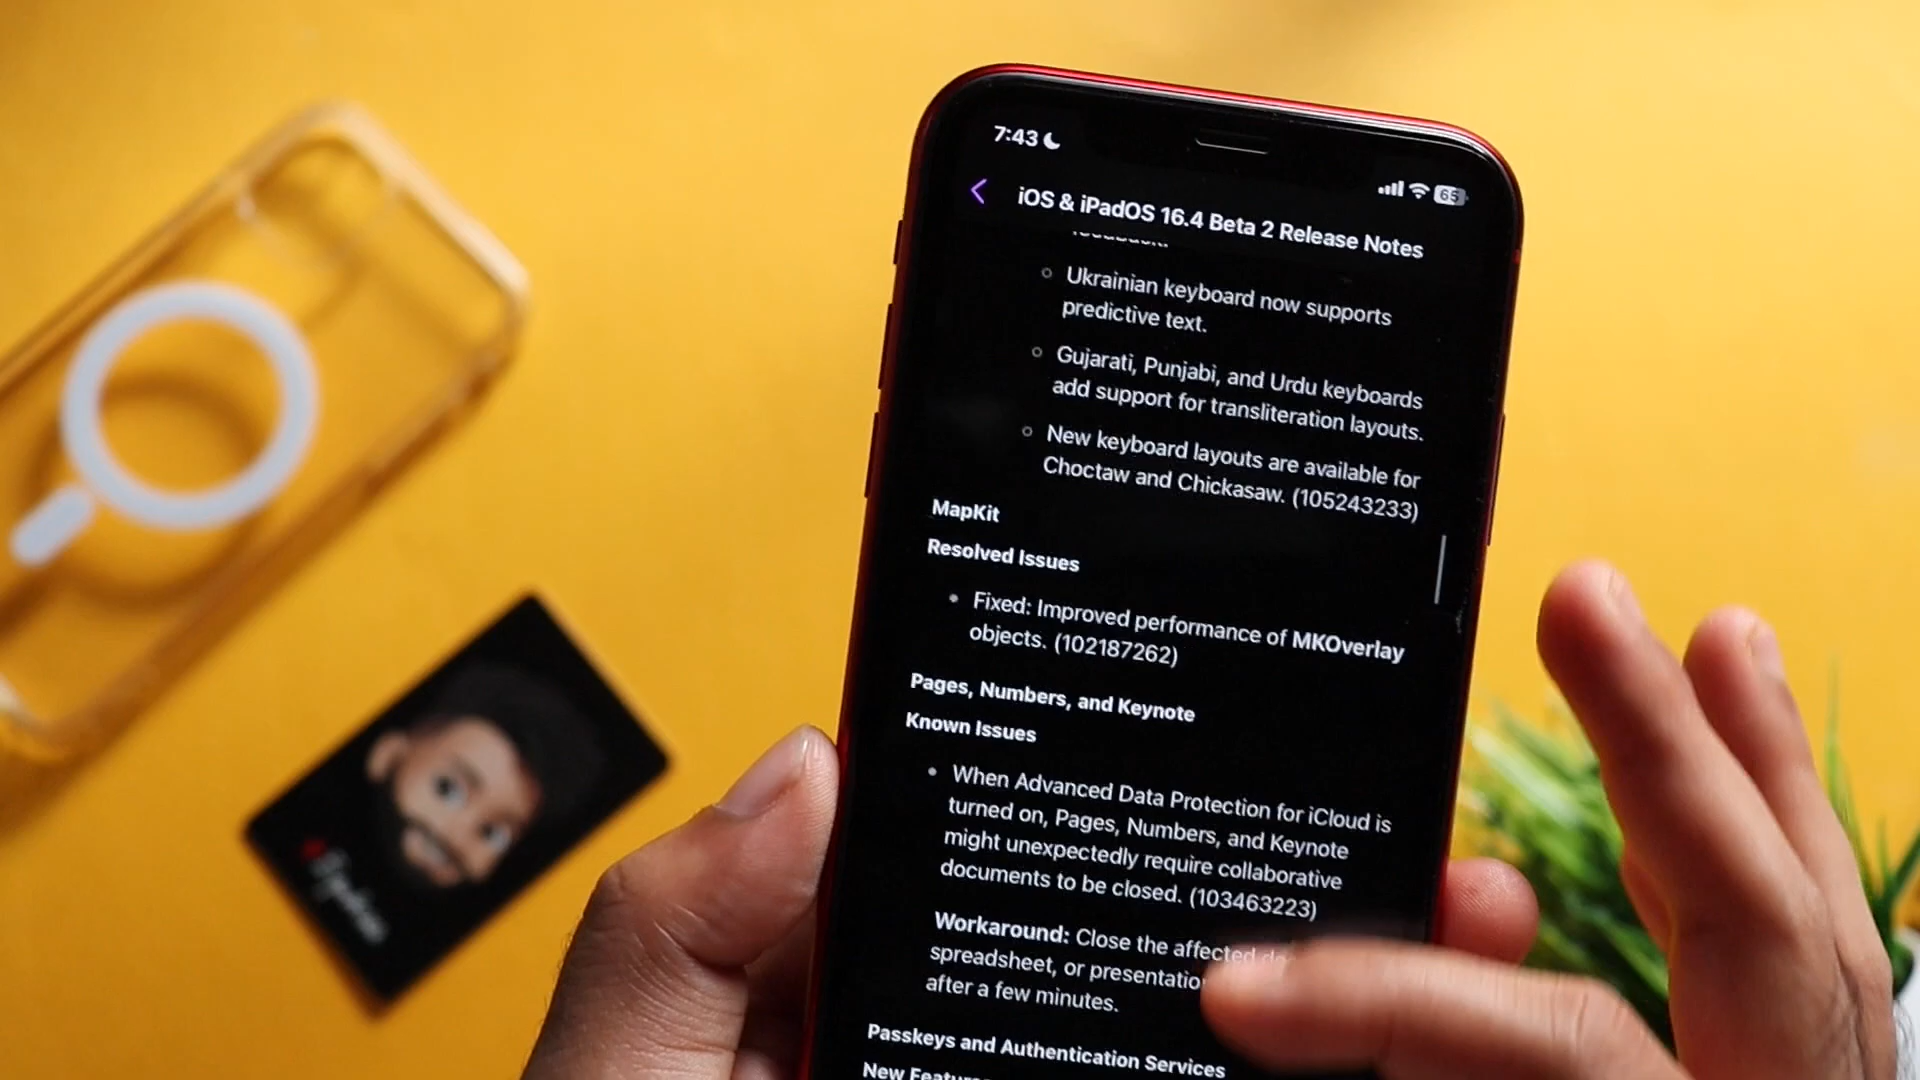 7:43
65
iOS & iPadOS 16.4 Beta 2 Release Notes
Ukrainian keyboard now supports
predictive text.
Gujarati, Punjabi, and Urdu keyboards
add support for transliteration layouts.
New keyboard layouts are available for
Choctaw and Chickasaw. (105243233)
MapKit
Resolved Issues
Fixed: Improved performance of MKOverlay
objects. (102187262)
Pages, Numbers, and Keynote
Known Issues
When Advanced Data Protection for iCloud is
turned on, Pages, Numbers, and Keynote
might unexpectedly require collaborative
documents to be closed. (103463223)
Workaround: Close the affected
spreadsheet, or
after a few minutes.
Passkeys and Authentication Services
New